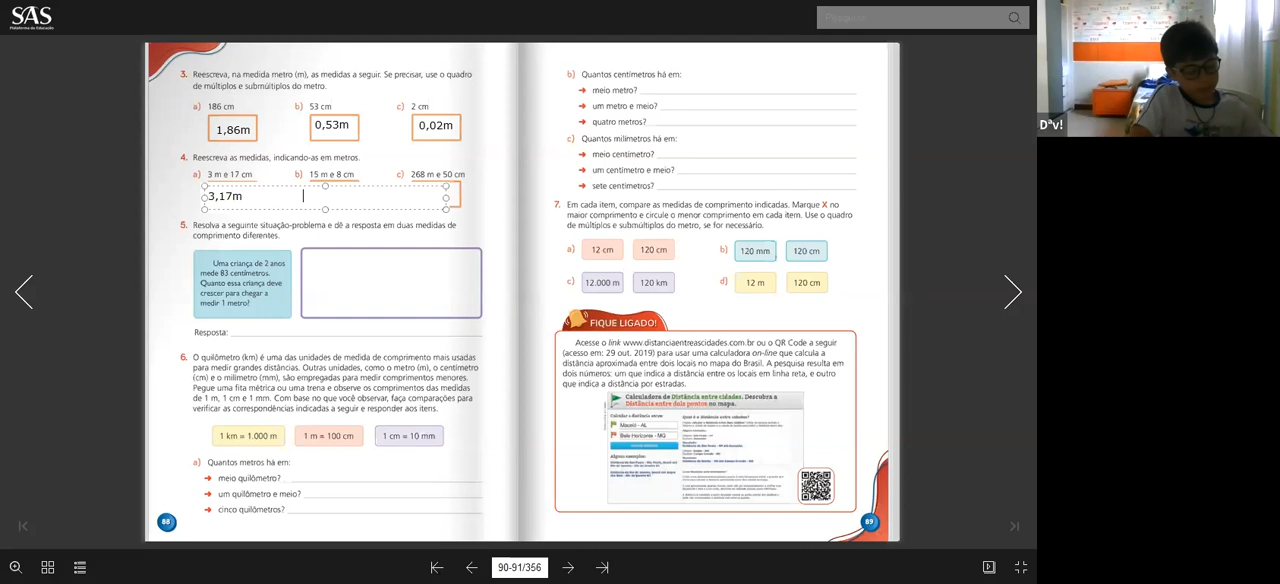 SAS
Plataforma de Educação
3. Reescreva, na medida metro (m), as medidas a seguir. Se precisar, use o quadro
de múltiplos e submúltiplos do metro.
a) 186 cm b) 53 cm c) 2 cm
1,86m 0,53m 0,02m
4. Reescreva as medidas, indicando-as em metros.
a) 3 m e 17 cm b) 15 m e 8 cm c) 268 m e 50 cm
3,17m
5. Resolva a seguinte situação-problema e dê a resposta em duas medidas de
comprimento diferentes.
Uma criança de 2 anos
mede 83 centímetros.
Quanto essa criança deve
crescer para chegar a
medir 1 metro?
Resposta:
6. O quilômetro (km) é uma das unidades de medida de comprimento mais usadas
para medir grandes distâncias. Outras unidades, como o metro (m), o centímetro
(cm) e o milímetro (mm), são empregadas para medir comprimentos menores.
Pegue uma fita métrica ou uma trena e observe os comprimentos das medidas
de 1 m, 1 cm e 1 mm. Com base no que você observar, faça comparações para
verificar as correspondências indicadas a seguir e responder aos itens.
1 km = 1.000 m 1 m = 100 cm 1 cm = 10 mm
a) Quantos metros há em:
➔ meio quilômetro?
➔ um quilômetro e meio?
➔ cinco quilômetros?
88
b) Quantos centímetros há em:
➔ meio metro?
➔ um metro e meio?
➔ quatro metros?
c) Quantos milímetros há em:
➔ meio centímetro?
➔ um centímetro e meio?
➔ sete centímetros?
7. Em cada item, compare as medidas de comprimento indicadas. Marque X no
maior comprimento e circule o menor comprimento em cada item. Use o quadro
de múltiplos e submúltiplos do metro, se for necessário.
a) 12 cm 120 cm b) 120 mm 120 cm
c) 12.000 m 120 km d) 12 m 120 cm
FIQUE LIGADO!
Acesse o link www.distanciaentreascidades.com.br ou o QR Code a seguir
(acesso em: 29 out. 2019) para usar uma calculadora on-line que calcula a
distância aproximada entre dois locais no mapa do Brasil. A pesquisa resulta em
dois números: um que indica a distância entre os locais em linha reta, e outro
que indica a distância por estradas.
Calculadora de Distância entre cidades. Descubra a
Distância entre dois pontos no mapa.
Calcular a distância entre:
Maceió - AL
Belo Horizonte - MG
89
90-91/356
Dªv!